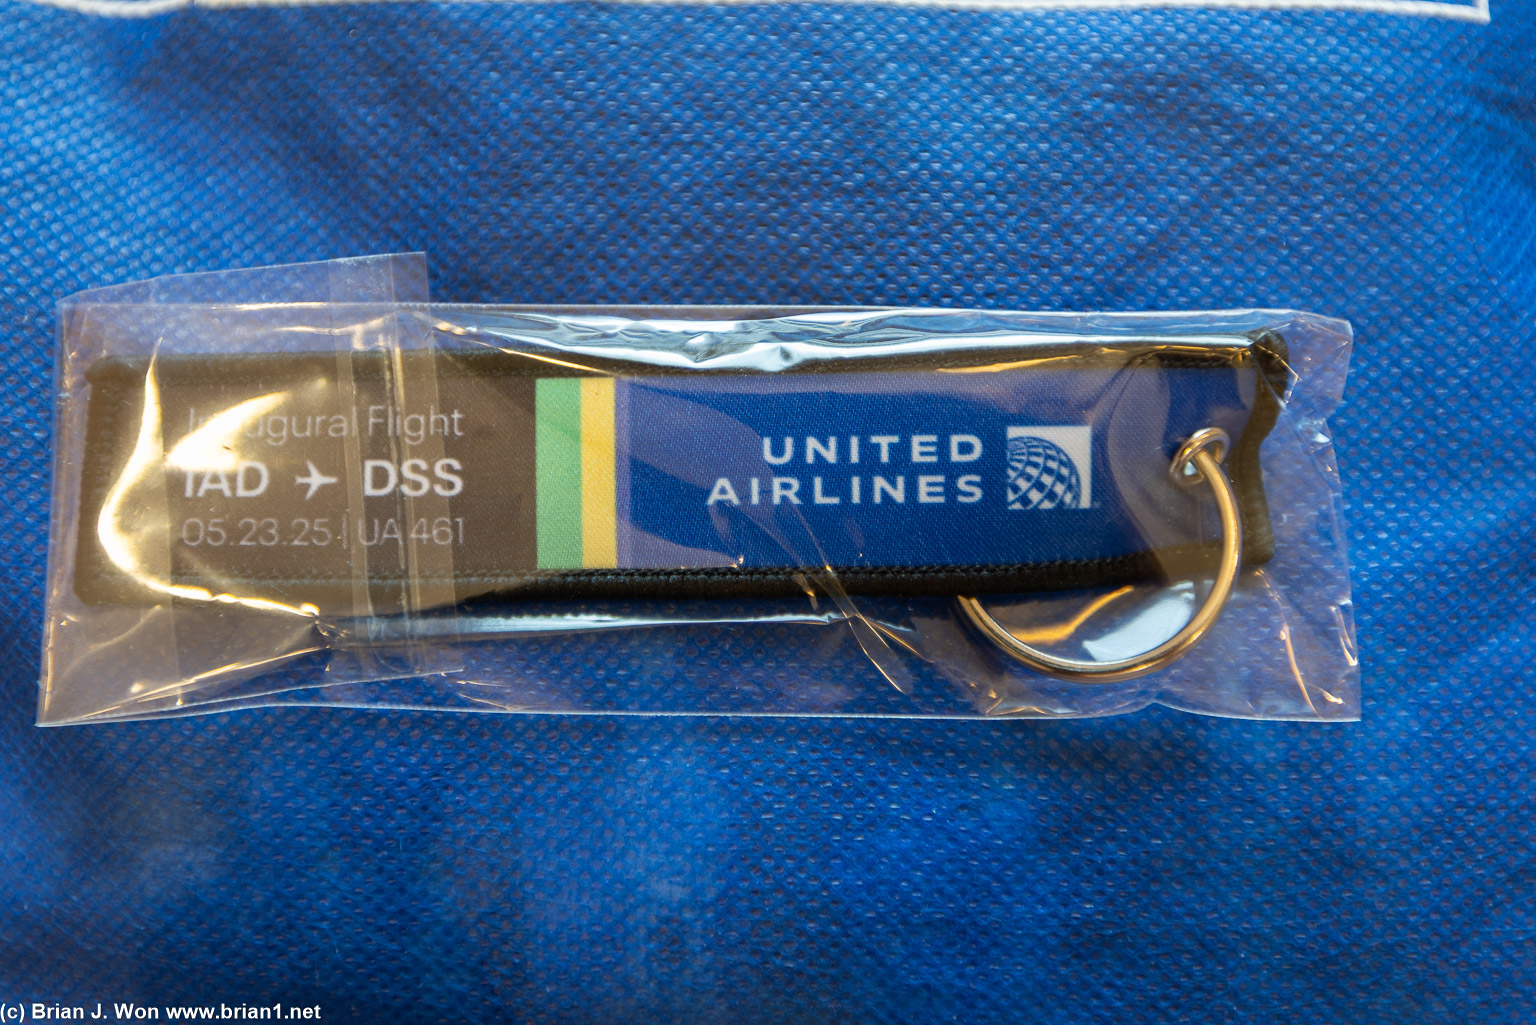 Inaugural Flight
IAD DSS
05.23.25 | UA 461
UNITED
AIRLINES
(c) Brian J. Won www.brian1.net